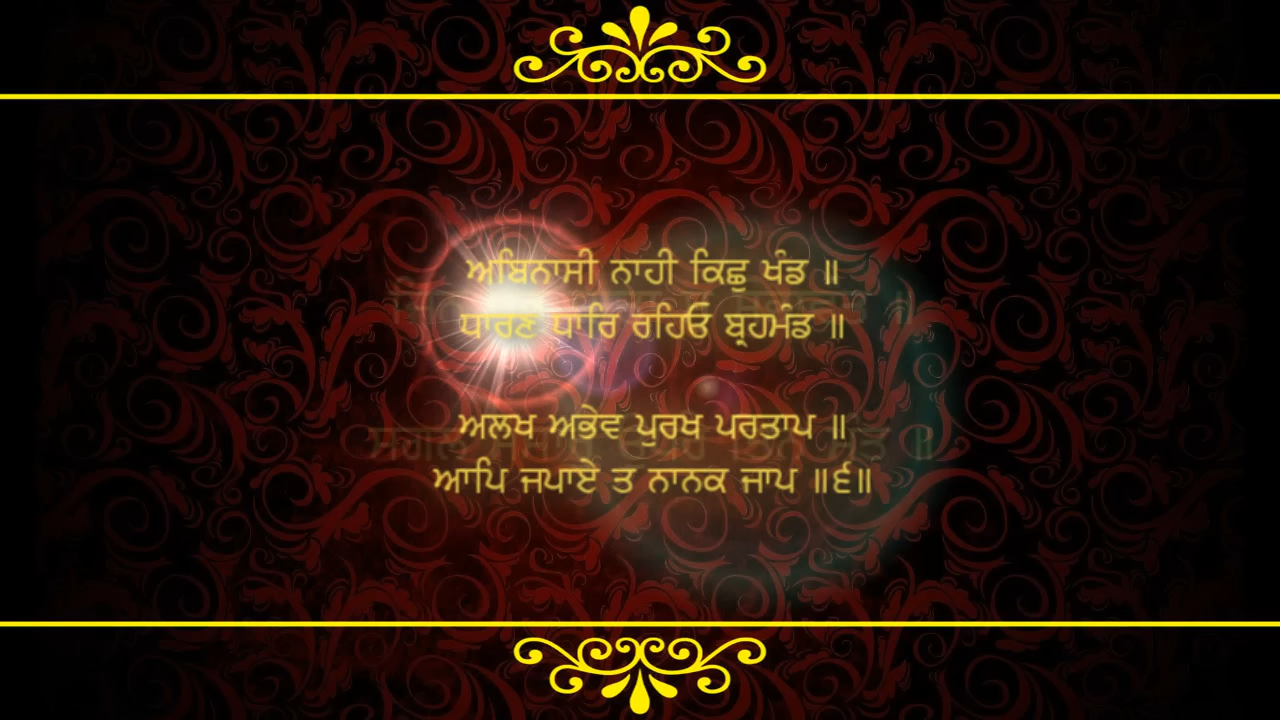 ਅਬਿਨਾਸੀ ਨਾਹੀ ਕਿਛੁ ਖੰਡ ॥
ਧਾਰਣ ਧਾਰਿ ਰਹਿਓ ਬ੍ਰਹਮੰਡ ॥
ਅਲਖ ਅਭੇਵ ਪੁਰਖ ਪਰਤਾਪ ॥
ਆਪਿ ਜਪਾਏ ਤ ਨਾਨਕ ਜਾਪ ॥੬॥